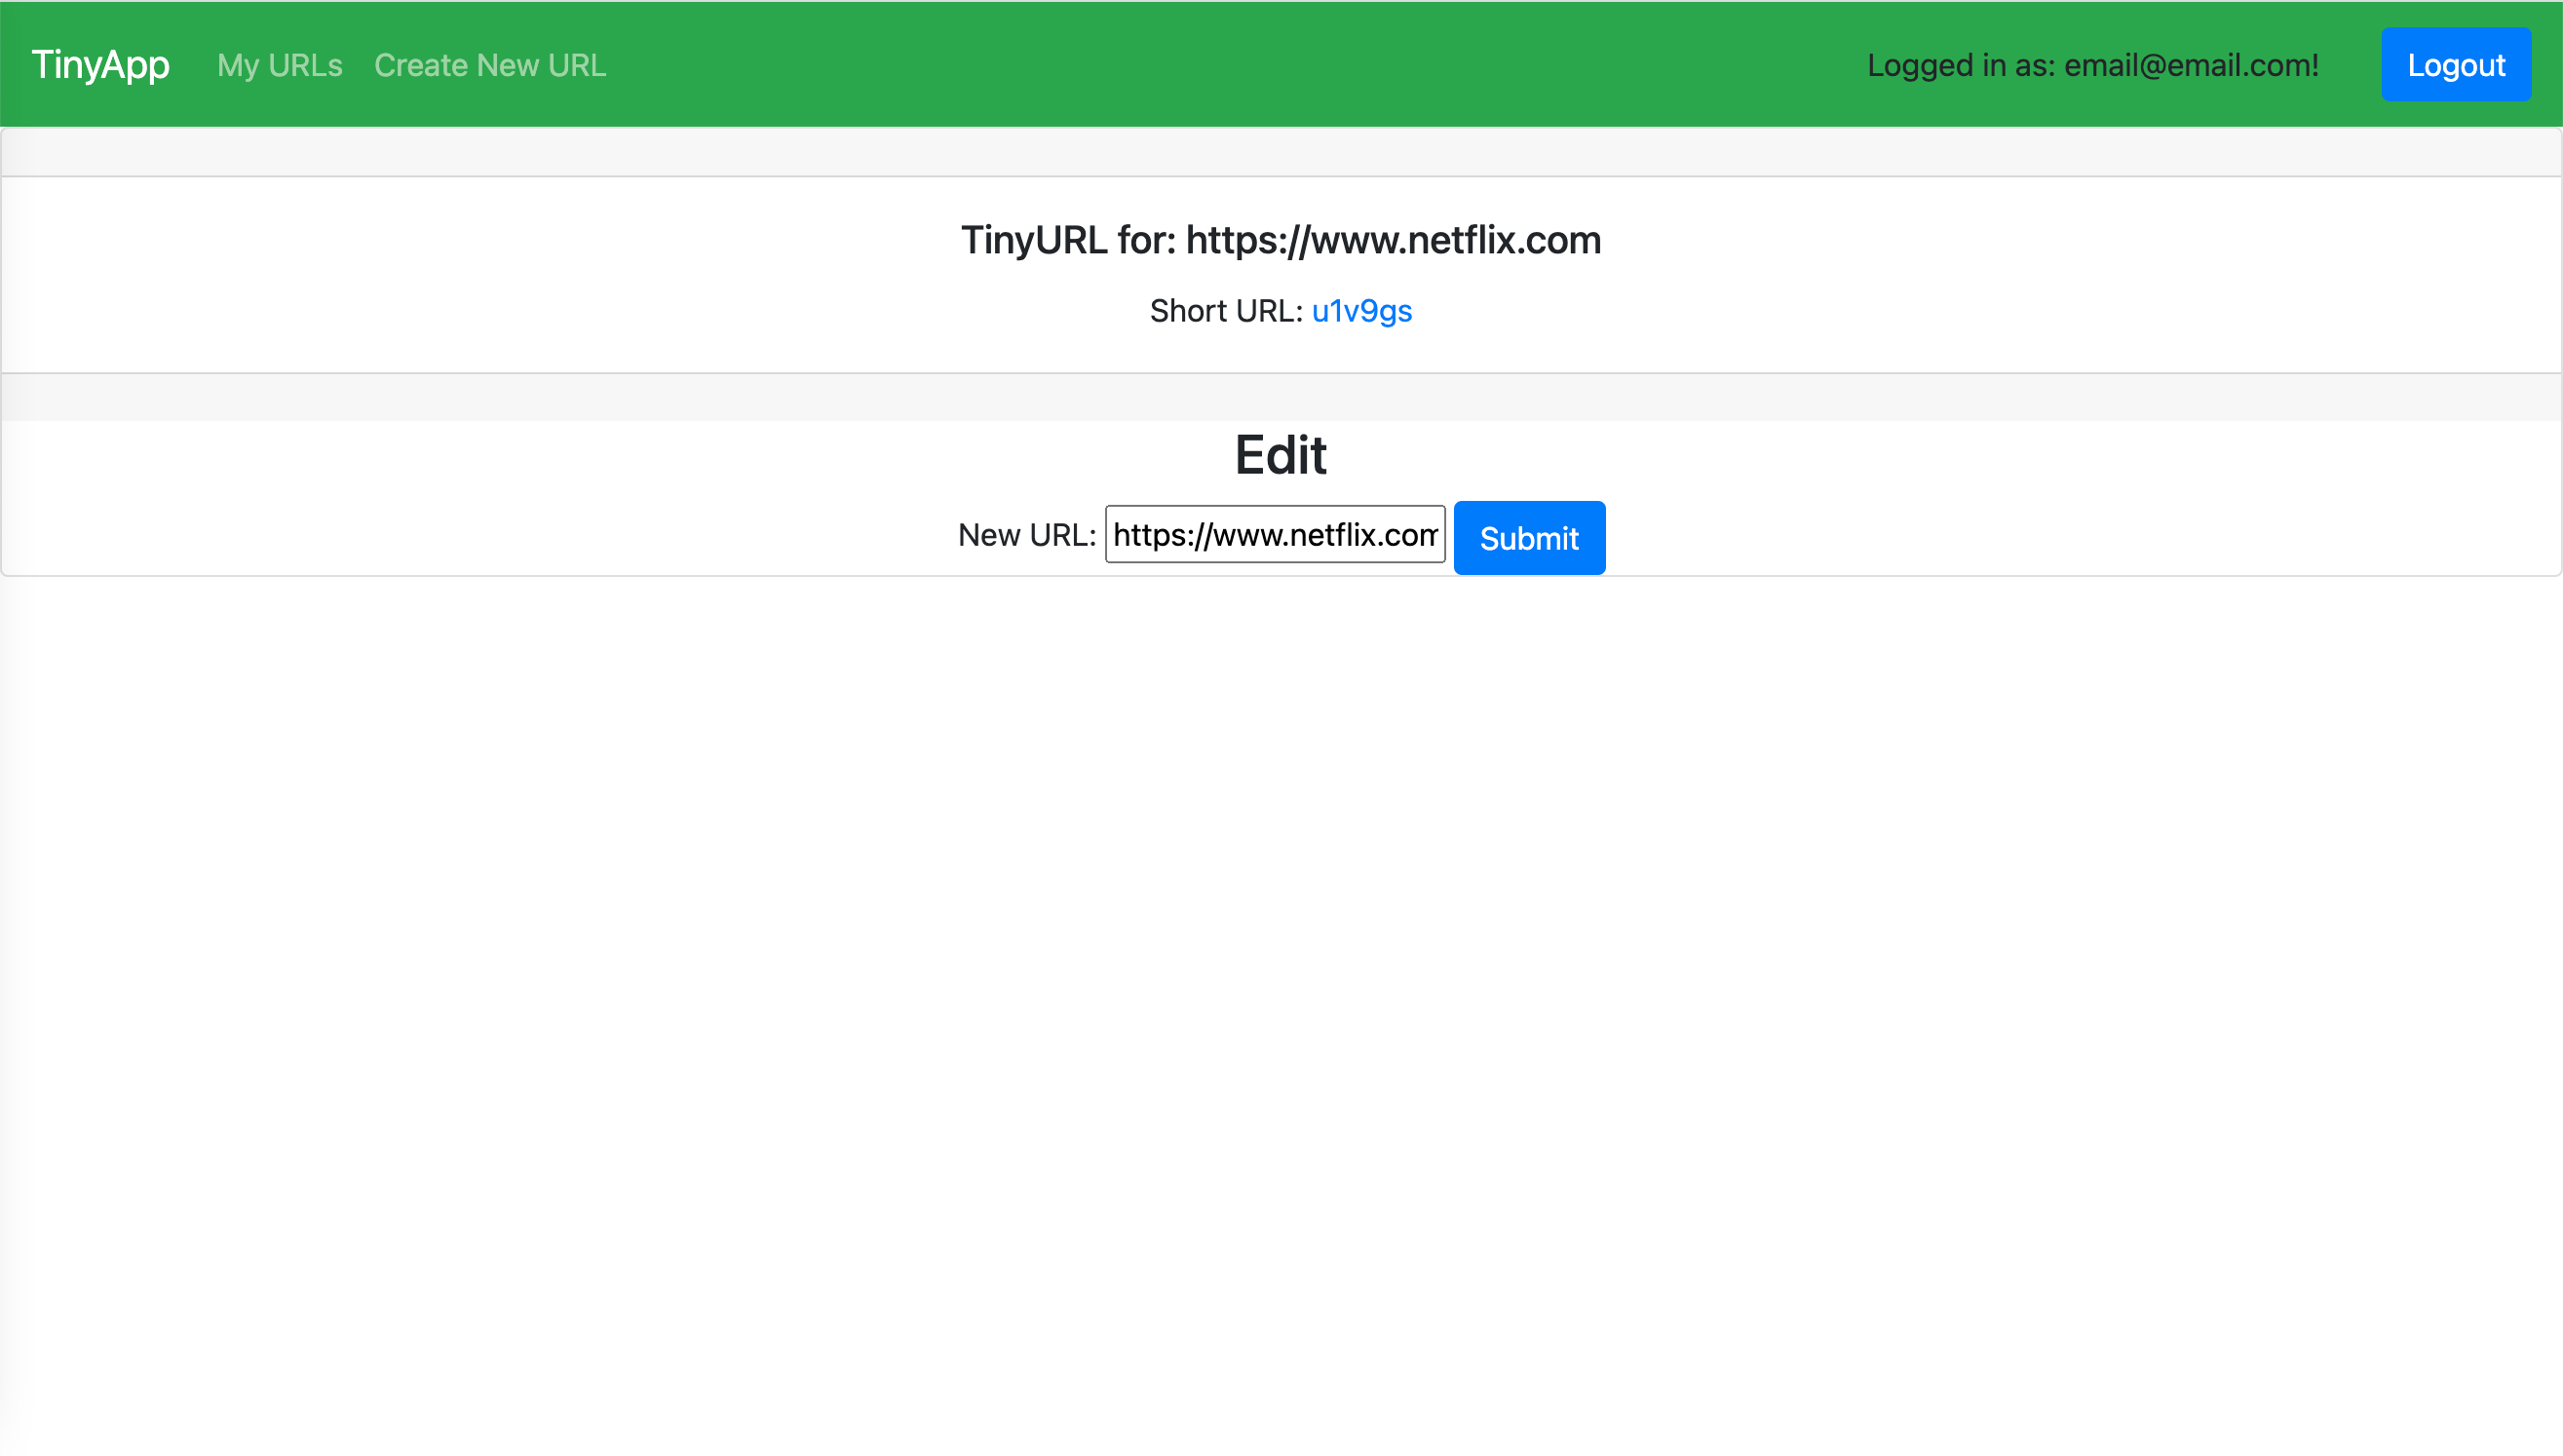 TinyApp My URLs Create New URL Logged in as: email@email.com! Logout
TinyURL for: https://www.netflix.com
Short URL: u1v9gs
Edit
New URL: https://www.netflix.com Submit